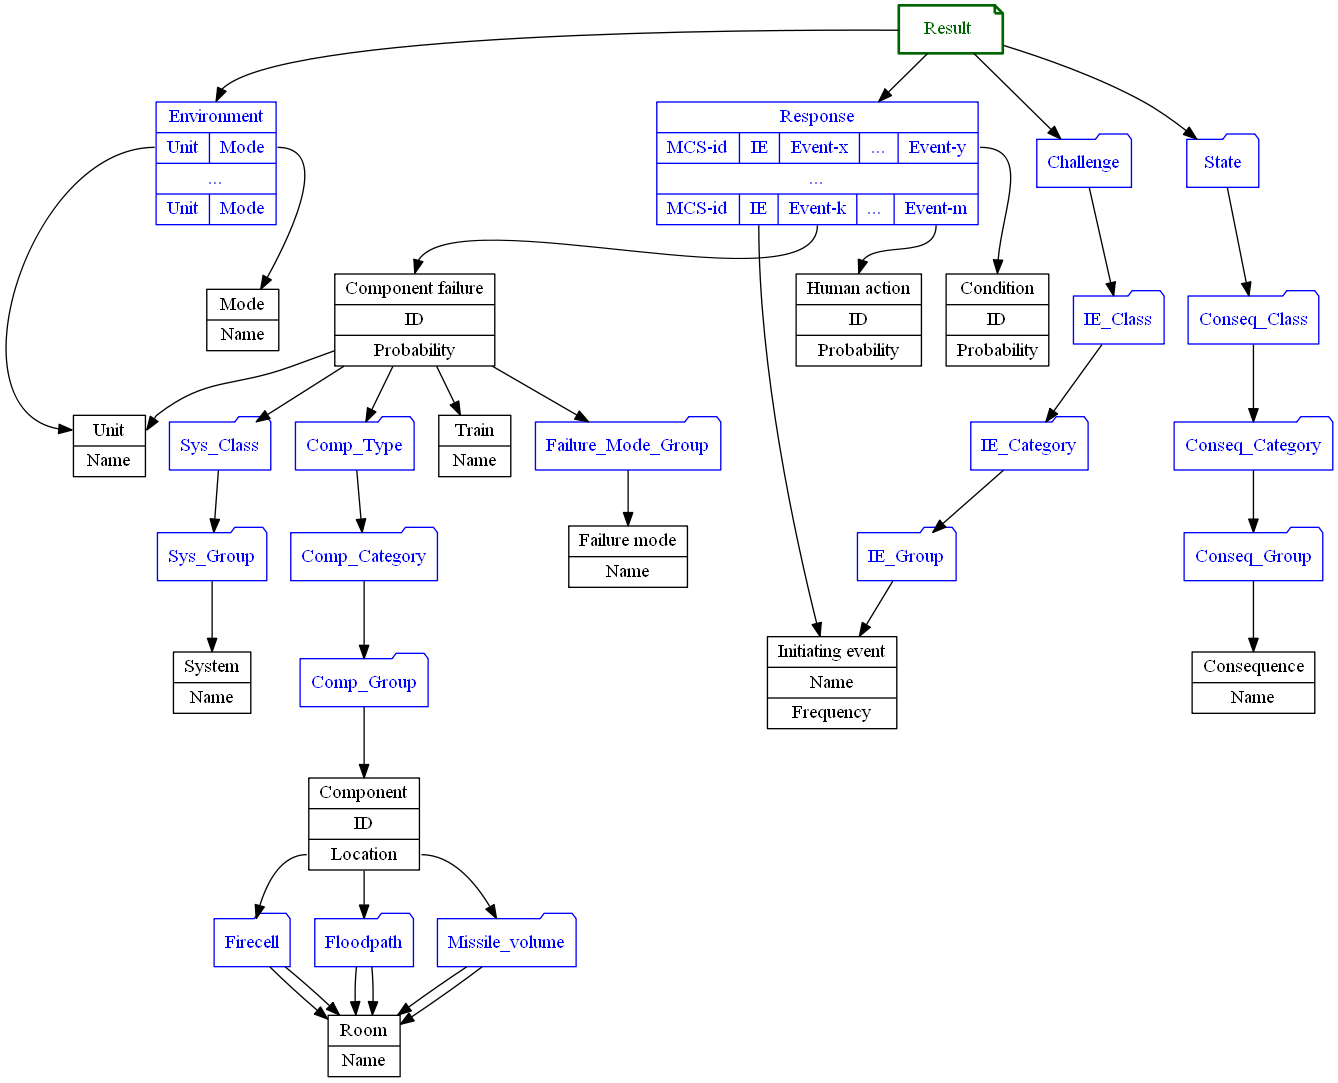 Result
Environment
Unit Mode
...
Unit Mode
Response
MCS-id IE Event-x ... Event-y
...
MCS-id IE Event-k ... Event-m
Challenge
State
Mode
Name
Component failure
ID
Probability
Human action
ID
Probability
Condition
ID
Probability
IE_Class
Conseq_Class
Unit
Name
Sys_Class
Comp_Type
Train
Name
Failure_Mode_Group
IE_Category
Conseq_Category
Sys_Group
Comp_Category
Failure mode
Name
IE_Group
Conseq_Group
System
Name
Comp_Group
Initiating event
Name
Frequency
Consequence
Name
Component
ID
Location
Firecell
Floodpath
Missile_volume
Room
Name